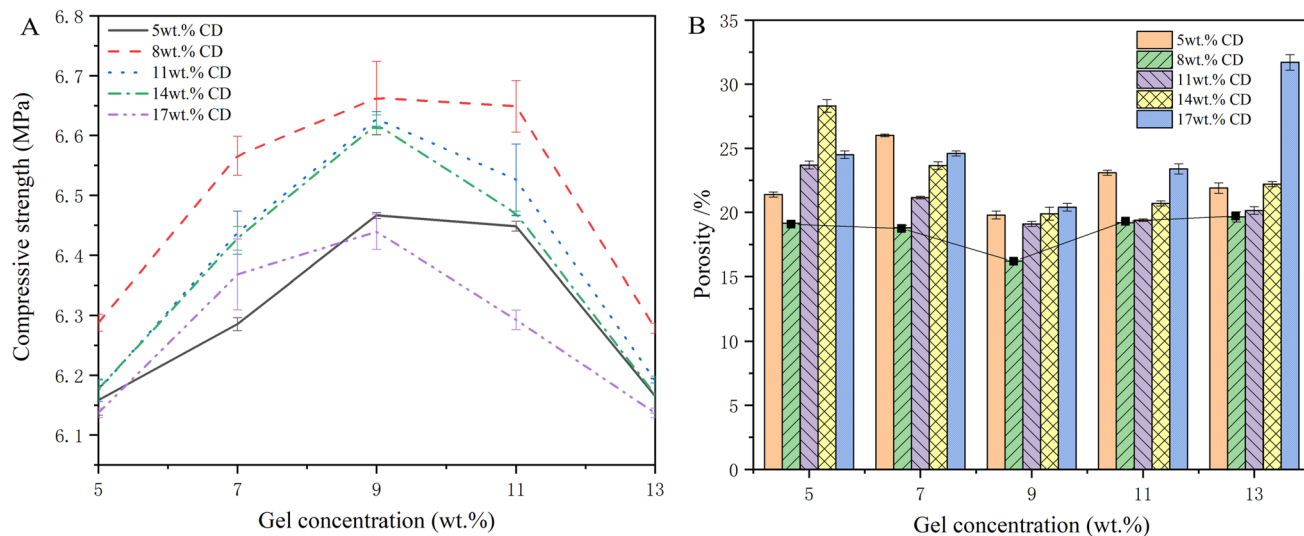 A
6.8
6.7
6.6
6.5
6.4
6.3
6.2
6.1
Compressive strength (MPa)
5wt.% CD
8wt.% CD
11wt.% CD
14wt.% CD
17wt.% CD
5 7 9 11 13
Gel concentration (wt.%)
B
35
30
25
20
15
10
5
0
Porosity /%
5wt.% CD
8wt.% CD
11wt.% CD
14wt.% CD
17wt.% CD
5 7 9 11 13
Gel concentration (wt.%)